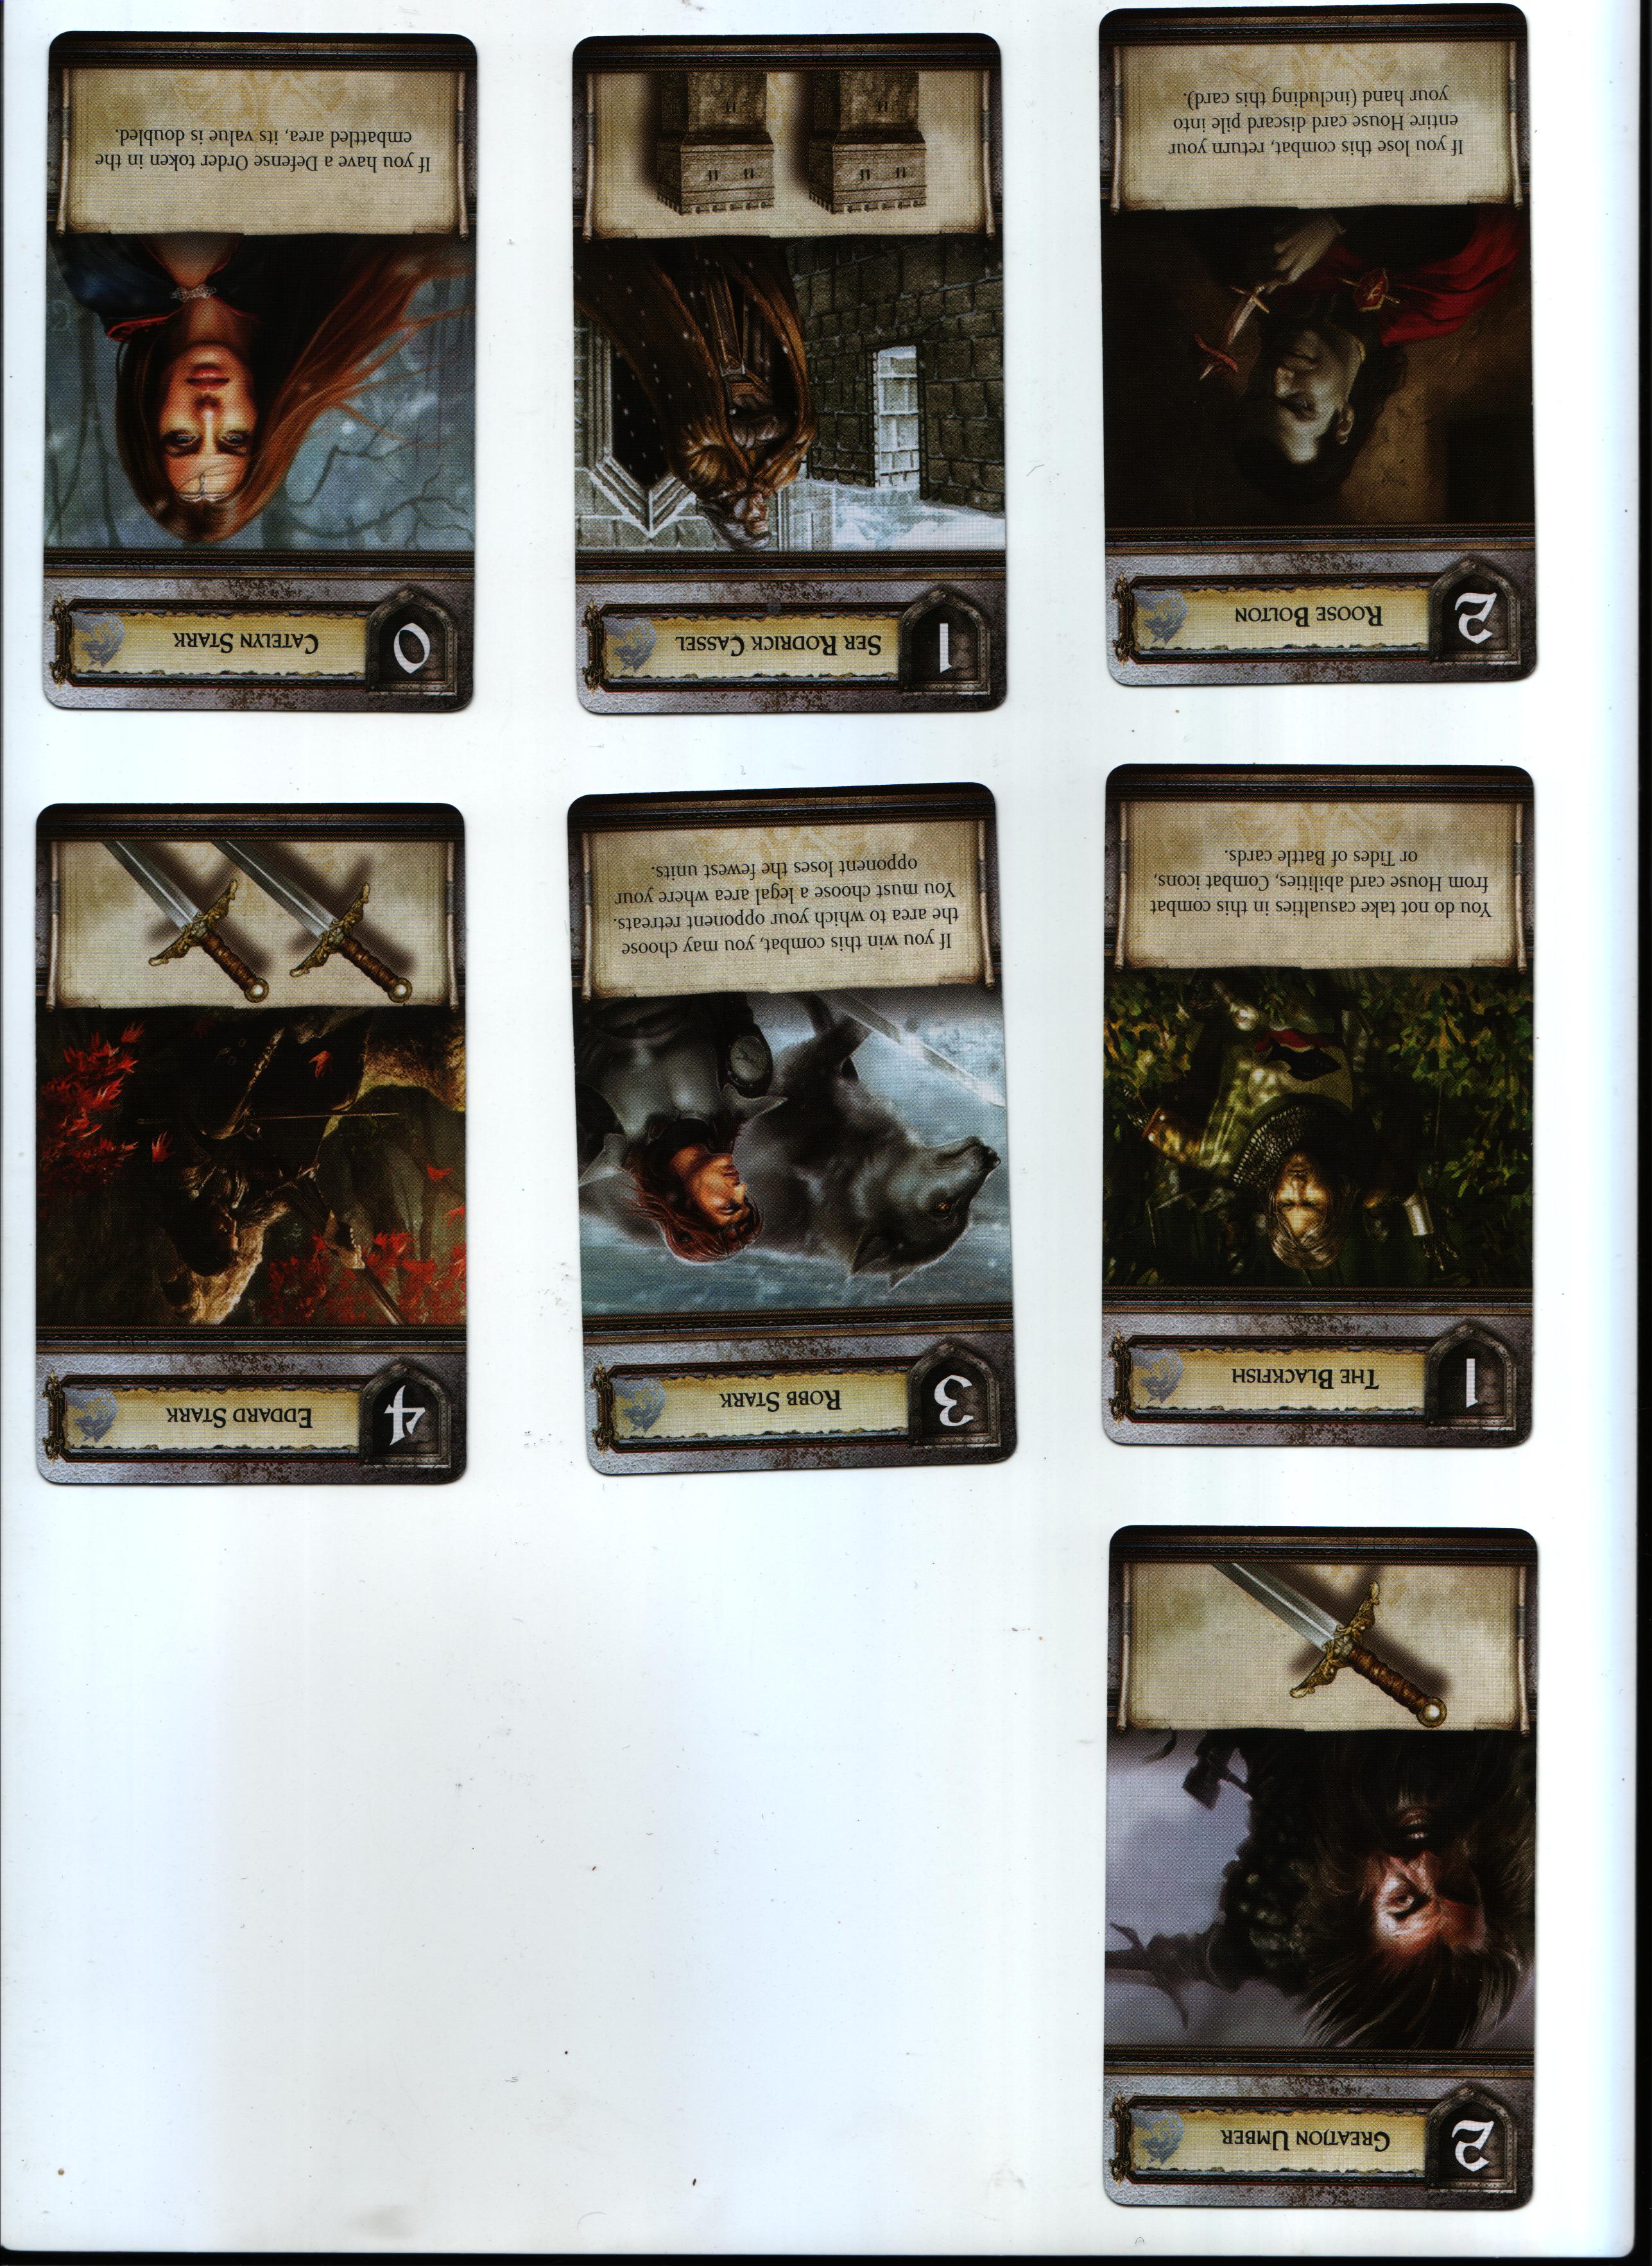 2 GREATJON UMBER
1 THE BLACKFISH
You do not take casualties in this combat
from House card abilities, Combat icons,
or Tides of Battle cards.
3 ROBB STARK
If you win this combat, you may choose
the area to which your opponent retreats.
You must choose a legal area where your
opponent loses the fewest units.
4 EDDARD STARK
2 ROOSE BOLTON
If you lose this combat, return your
entire House card discard pile into
your hand (including this card).
1 SER RODRICK CASSEL
0 CATELYN STARK
If you have a Defense Order token in the
embattled area, its value is doubled.